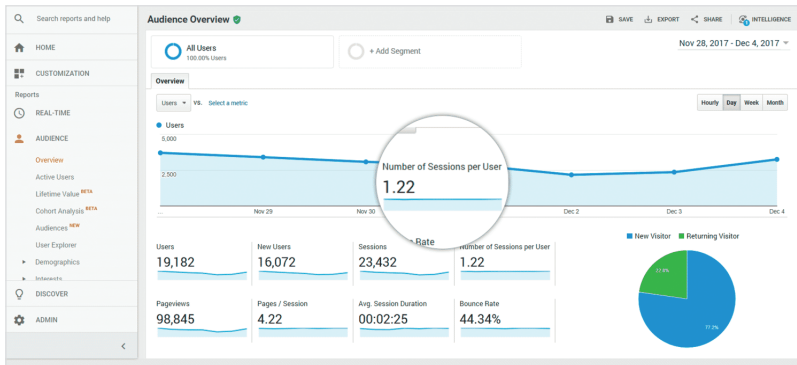 Search reports and help
HOME
CUSTOMIZATION
Reports
REAL-TIME
AUDIENCE
Overview
Active Users
Lifetime Value BETA
Cohort Analysis BETA
Audiences NEW
User Explorer
Demographics
Interests
DISCOVER
ADMIN
Audience Overview
SAVE EXPORT SHARE INTELLIGENCE
All Users
100.00% Users
+ Add Segment
Nov 28, 2017 - Dec 4, 2017
Overview
Users VS. Select a metric
Hourly Day Week Month
Users
5,000
2,500
... Nov 29 Nov 30 Dec 2 Dec 3 Dec 4
Number of Sessions per User
1.22
Rate
New Visitor Returning Visitor
Users
19,182
New Users
16,072
Sessions
23,432
Number of Sessions per User
1.22
Pageviews
98,845
Pages / Session
4.22
Avg. Session Duration
00:02:25
Bounce Rate
44.34%
77.2%